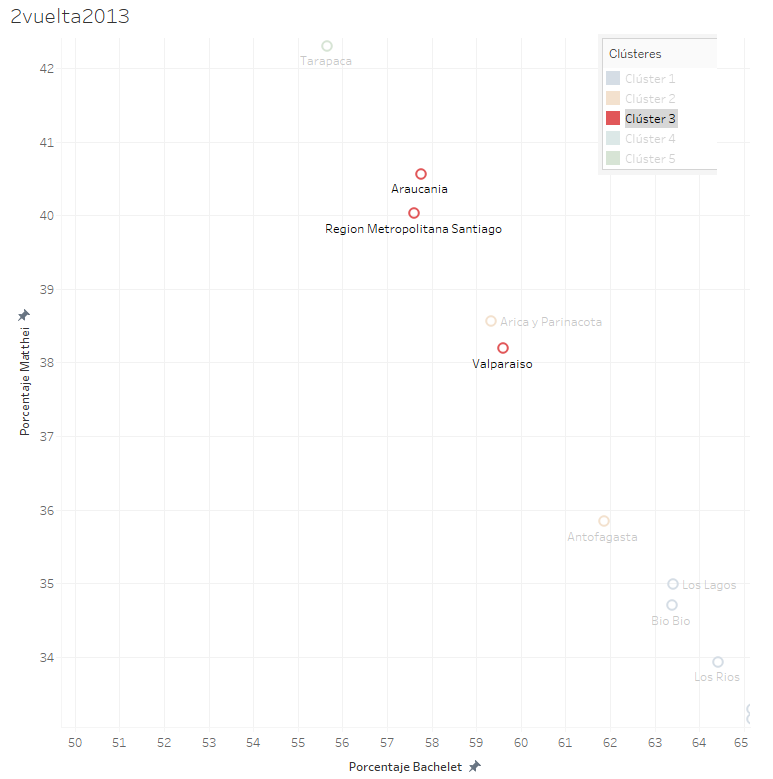 2vuelta2013
Clústeres
Clúster 1
Clúster 2
Clúster 3
Clúster 4
Clúster 5
42
41
40
39
38
37
36
35
34
Porcentaje Matthei
Tarapaca
Araucania
Region Metropolitana Santiago
Arica y Parinacota
Valparaiso
Antofagasta
Los Lagos
Bio Bio
Los Rios
50 51 52 53 54 55 56 57 58 59 60 61 62 63 64 65
Porcentaje Bachelet